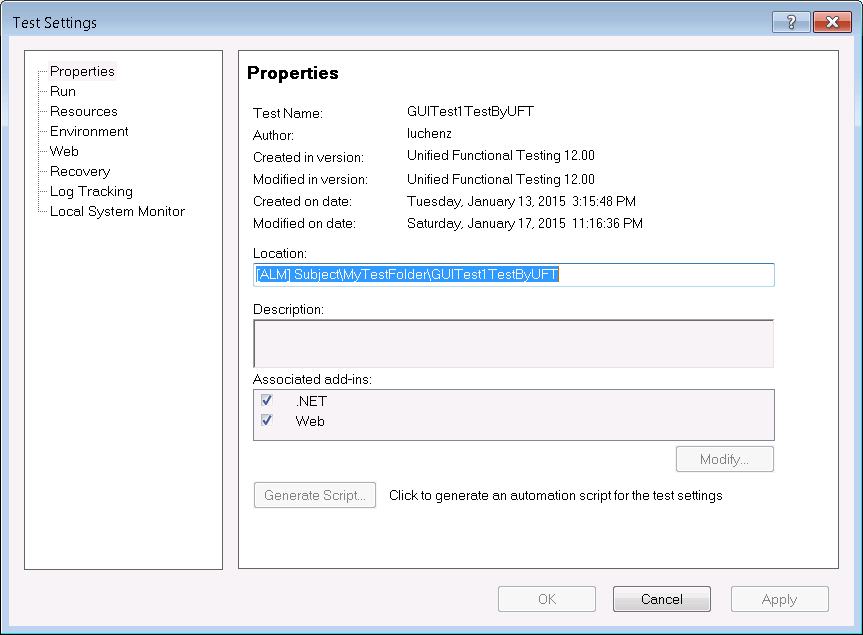 Test Settings
?
Properties
Run
Resources
Environment
Web
Recovery
Log Tracking
Local System Monitor
Properties
Test Name: GUITest1TestByUFT
Author: luchenz
Created in version: Unified Functional Testing 12.00
Modified in version: Unified Functional Testing 12.00
Created on date: Tuesday, January 13, 2015 3:15:48 PM
Modified on date: Saturday, January 17, 2015 11:16:36 PM
Location:
[ALM] Subject\MyTestFolder\GUITest1TestByUFT
Description:
Associated add-ins:
.NET
Web
Modify...
Generate Script... Click to generate an automation script for the test settings
OK Cancel Apply